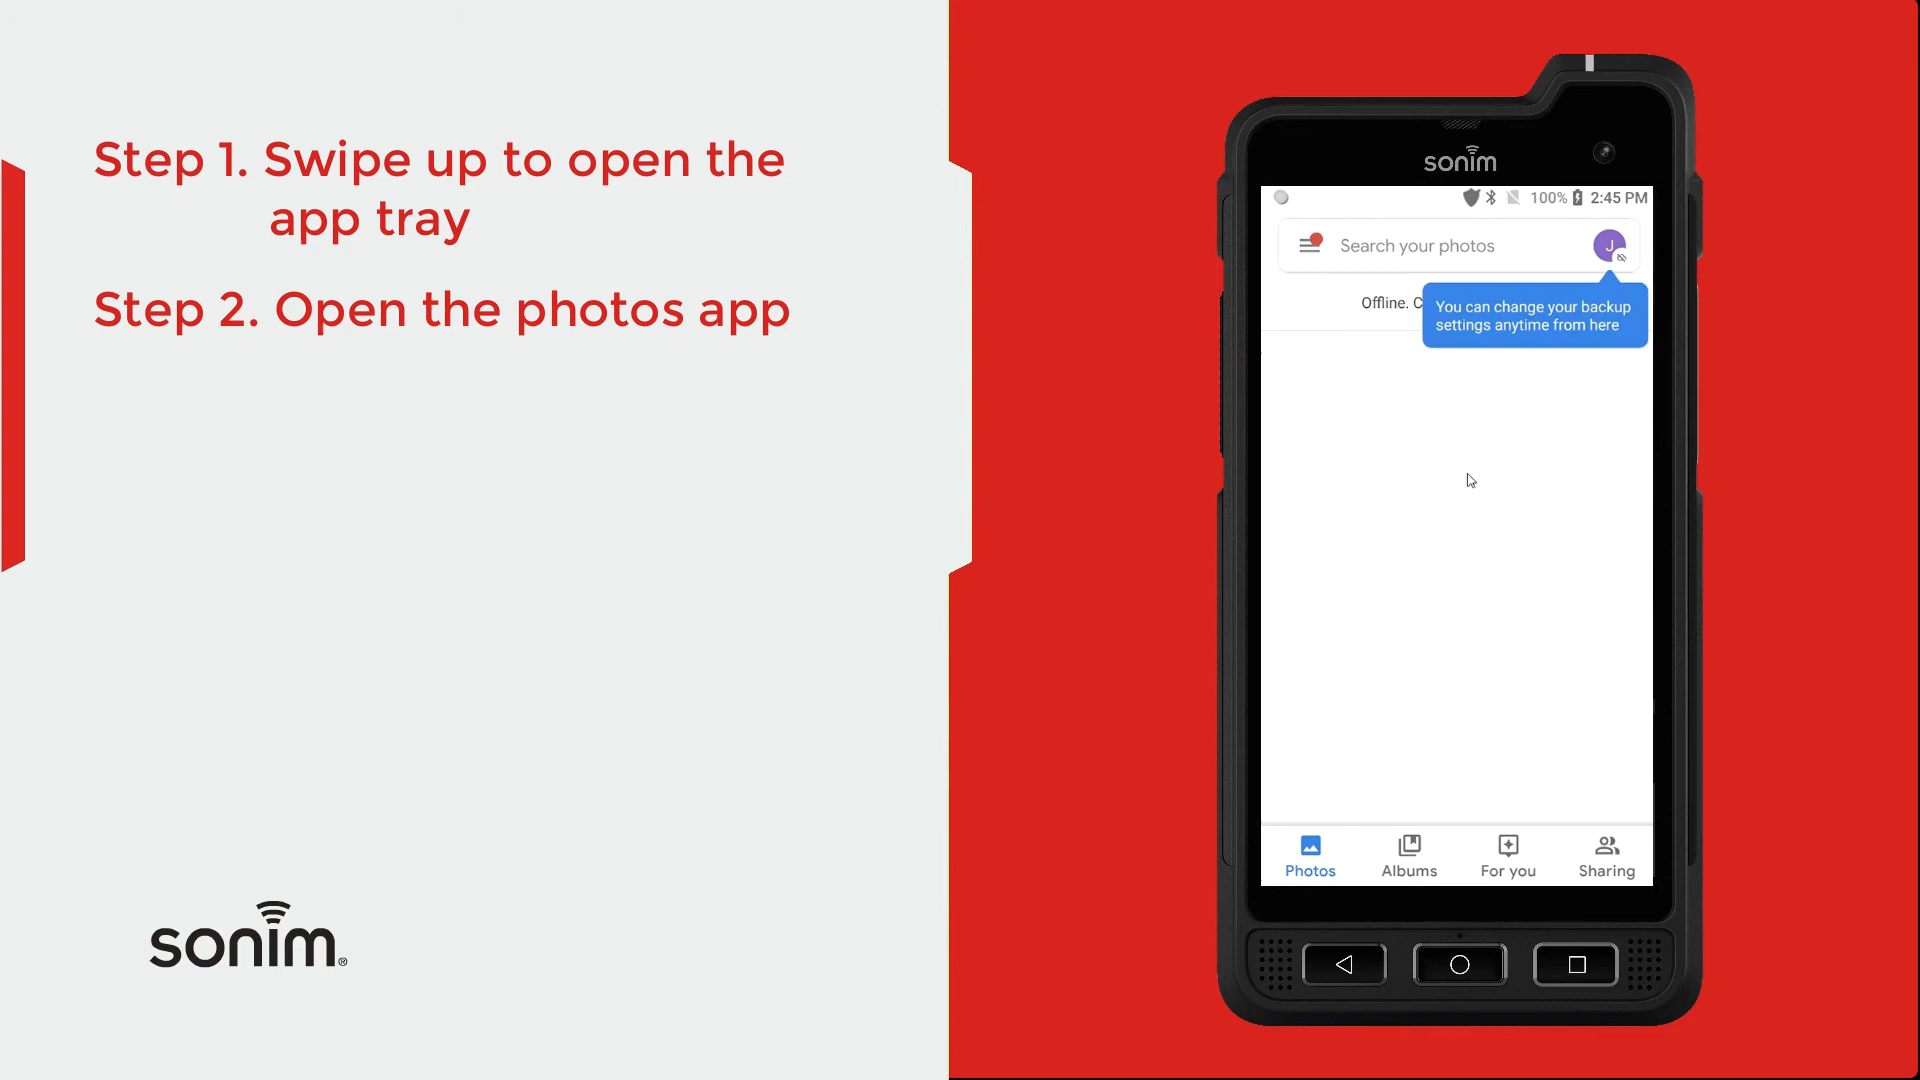 Step 1. Swipe up to open the
app tray
Step 2. Open the photos app
sonim®
sonim
100% 2:45 PM
Search your photos
J
Offline. C
You can change your backup
settings anytime from here
Photos Albums For you Sharing